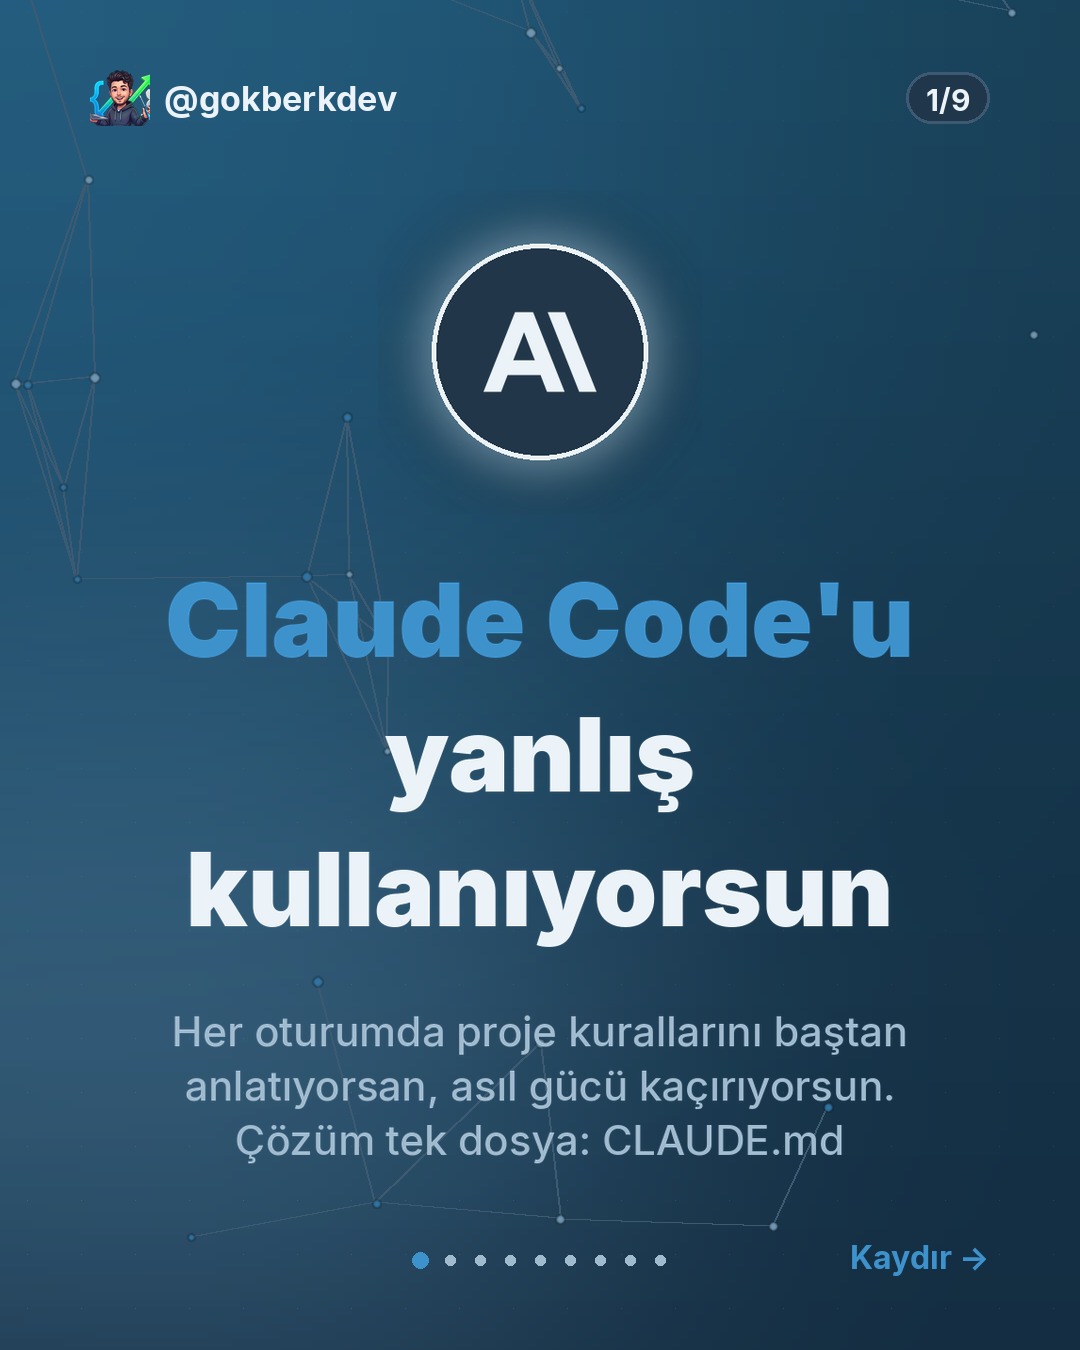 @gokberkdev
1/9
A\
Claude Code'u
yanlış
kullanıyorsun
Her oturumda proje kurallarını baştan
anlatıyorsan, asıl gücü kaçırıyorsun.
Çözüm tek dosya: CLAUDE.md
Kaydır →